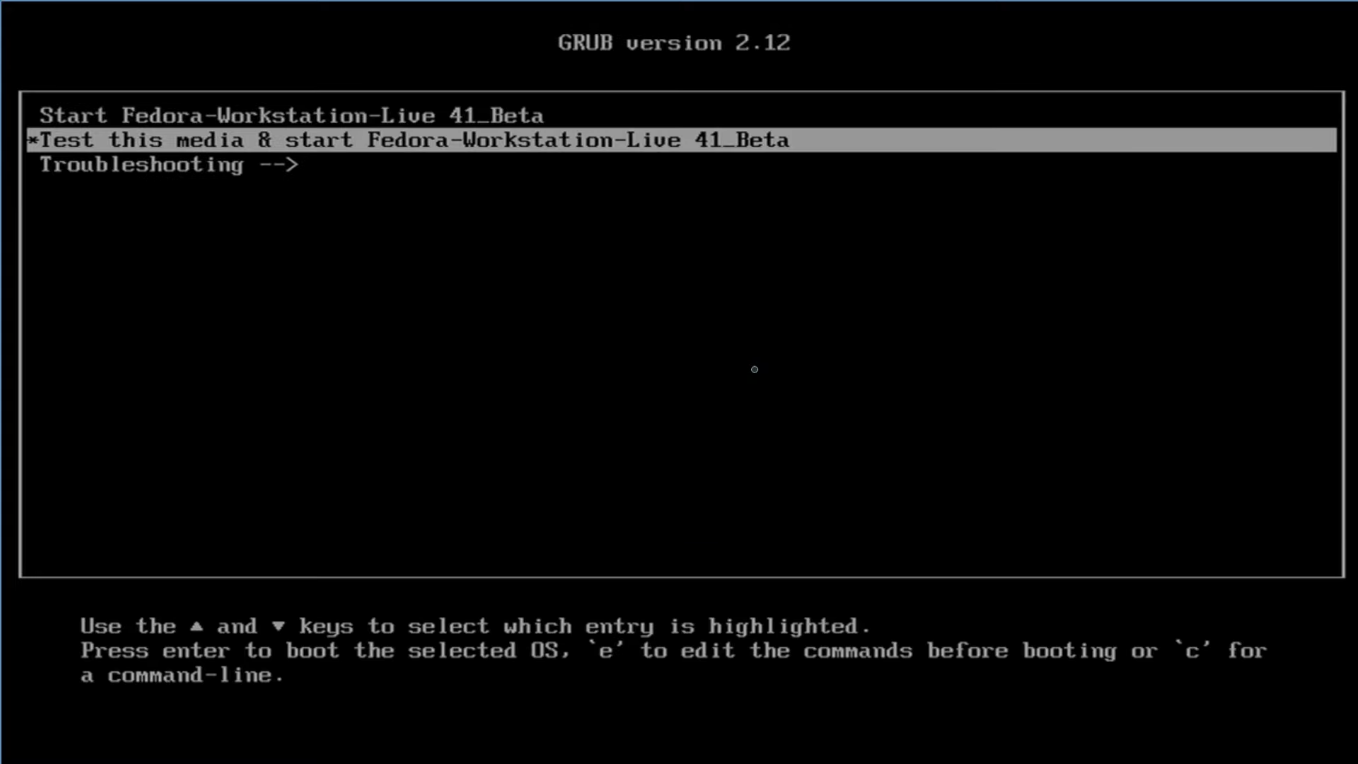 GRUB version 2.12
Start Fedora-Workstation-Live 41_Beta
*Test this media & start Fedora-Workstation-Live 41_Beta
Troubleshooting -->
Use the ▲ and ▼ keys to select which entry is highlighted.
Press enter to boot the selected OS, `e' to edit the commands before booting or `c' for
a command-line.